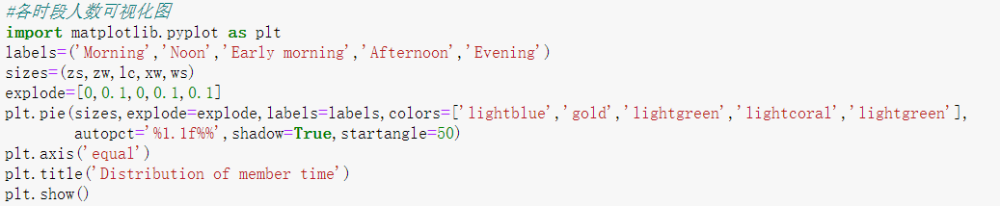 #各时段人数可视化图
import matplotlib.pyplot as plt
labels=('Morning','Noon','Early morning','Afternoon','Evening')
sizes=(zs,zw,lc,xw,ws)
explode=[0,0.1,0,0.1,0.1]
plt.pie(sizes,explode=explode,labels=labels,colors=['lightblue','gold','lightgreen','lightcoral','lightgreen'],
        autopct='%1.1f%%',shadow=True,startangle=50)
plt.axis('equal')
plt.title('Distribution of member time')
plt.show()